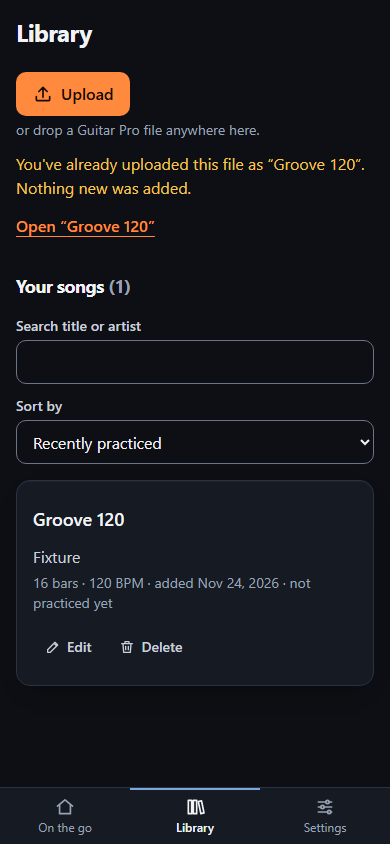 Library
Upload
or drop a Guitar Pro file anywhere here.
You've already uploaded this file as “Groove 120”.
Nothing new was added.
Open “Groove 120”
Your songs (1)
Search title or artist
Sort by
Recently practiced
Groove 120
Fixture
16 bars · 120 BPM · added Nov 24, 2026 · not
practiced yet
Edit Delete
On the go Library Settings